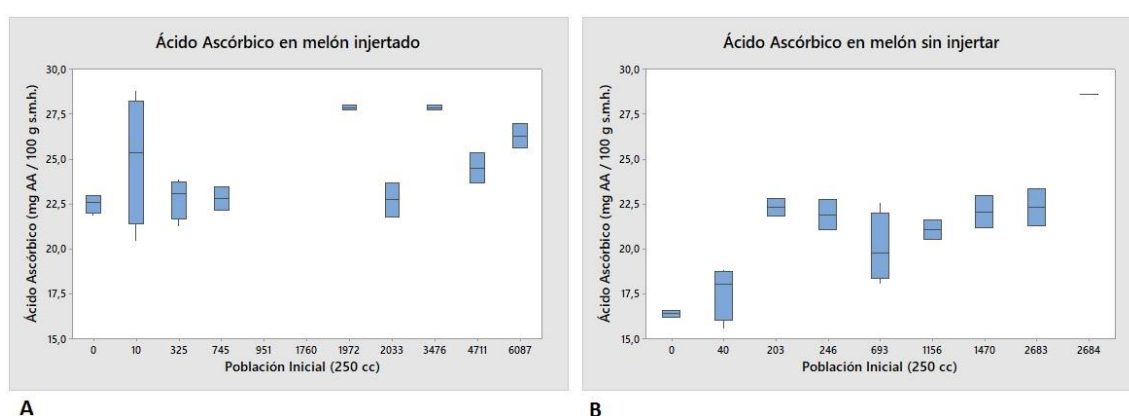 Ácido Ascórbico en melón injertado
Ácido Ascórbico (mg AA / 100 g s.m.h.)
30,0
27,5
25,0
22,5
20,0
17,5
15,0
0 10 325 745 951 1760 1972 2033 3476 4711 6087
Población Inicial (250 cc)
A
Ácido Ascórbico en melón sin injertar
Ácido Ascórbico (mg AA / 100 g s.m.h.)
30,0
27,5
25,0
22,5
20,0
17,5
15,0
0 40 203 246 693 1156 1470 2683 2684
Población Inicial (250 cc)
B